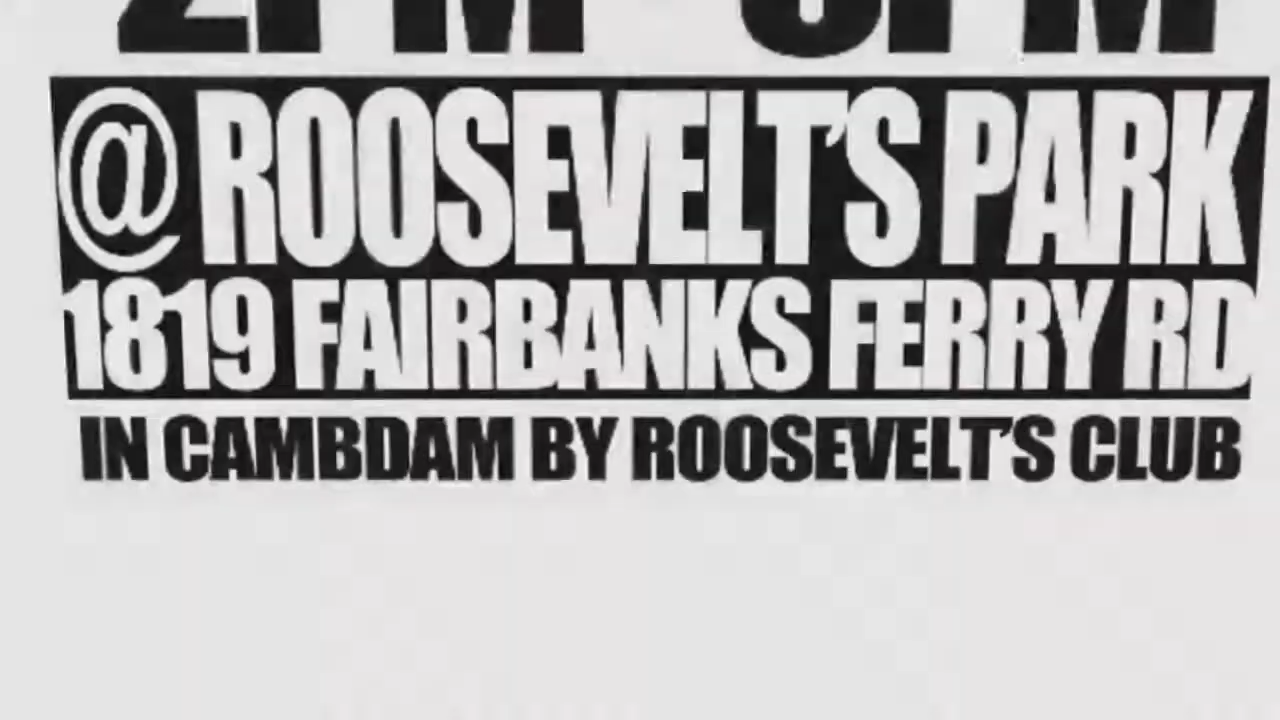 @ ROOSEVELT'S PARK
1819 FAIRBANKS FERRY RD
IN CAMBDAM BY ROOSEVELT'S CLUB